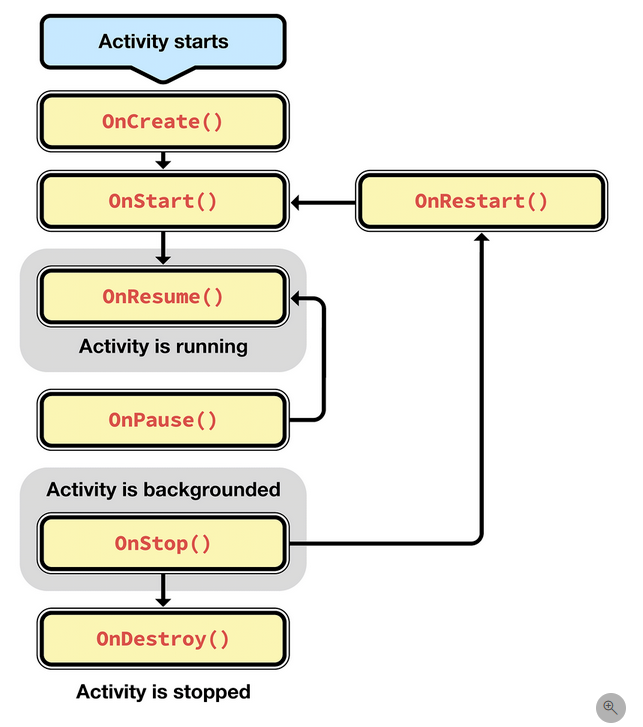 Activity starts
OnCreate()
OnStart()
OnRestart()
OnResume()
Activity is running
OnPause()
Activity is backgrounded
OnStop()
OnDestroy()
Activity is stopped